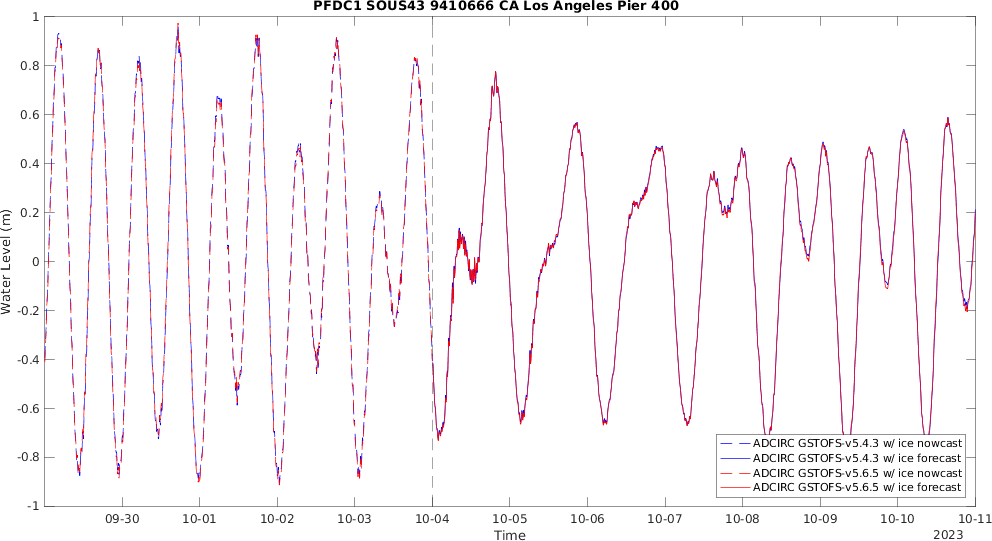 PFDC1 SOUS43 9410666 CA Los Angeles Pier 400
Water Level (m)
1
0.8
0.6
0.4
0.2
0
-0.2
-0.4
-0.6
-0.8
-1
ADCIRC GSTOFS-v5.4.3 w/ ice nowcast
ADCIRC GSTOFS-v5.4.3 w/ ice forecast
ADCIRC GSTOFS-v5.6.5 w/ ice nowcast
ADCIRC GSTOFS-v5.6.5 w/ ice forecast
09-30 10-01 10-02 10-03 10-04 10-05 10-06 10-07 10-08 10-09 10-10 10-11
Time 2023